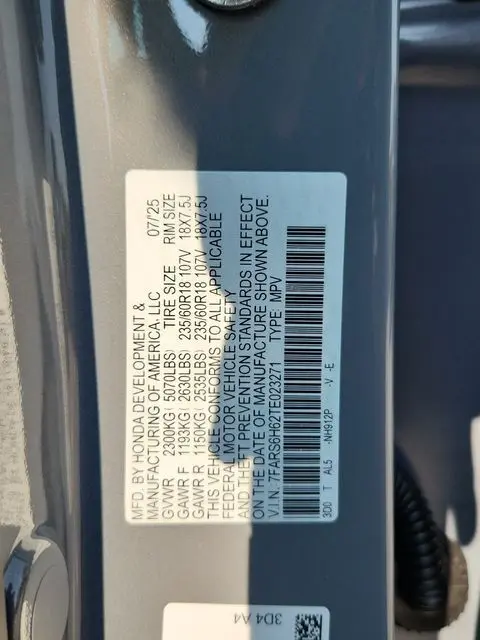 MFD. BY HONDA DEVELOPMENT &
MANUFACTURING OF AMERICA, LLC 07/25
GVWR 2300KG( 5070LBS) TIRE SIZE RIM SIZE
GAWR F 1193KG( 2630LBS) 235/60R18 107V 18X7.5J
GAWR R 1150KG( 2535LBS) 235/60R18 107V 18X7.5J
THIS VEHICLE CONFORMS TO ALL APPLICABLE
FEDERAL MOTOR VEHICLE SAFETY
AND THEFT PREVENTION STANDARDS IN EFFECT
ON THE DATE OF MANUFACTURE SHOWN ABOVE.
V.I.N. 7FARS6H62TE023271 TYPE: MPV
3D0 T AL5 -NH912P -V -E
3D4 A4